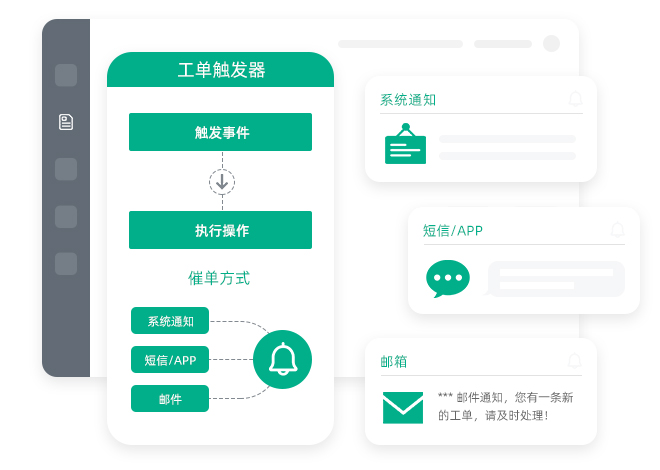 工单触发器
触发事件
执行操作
催单方式
系统通知
短信/APP
邮件
系统通知
短信/APP
邮箱
*** 邮件通知，您有一条新
的工单，请及时处理！